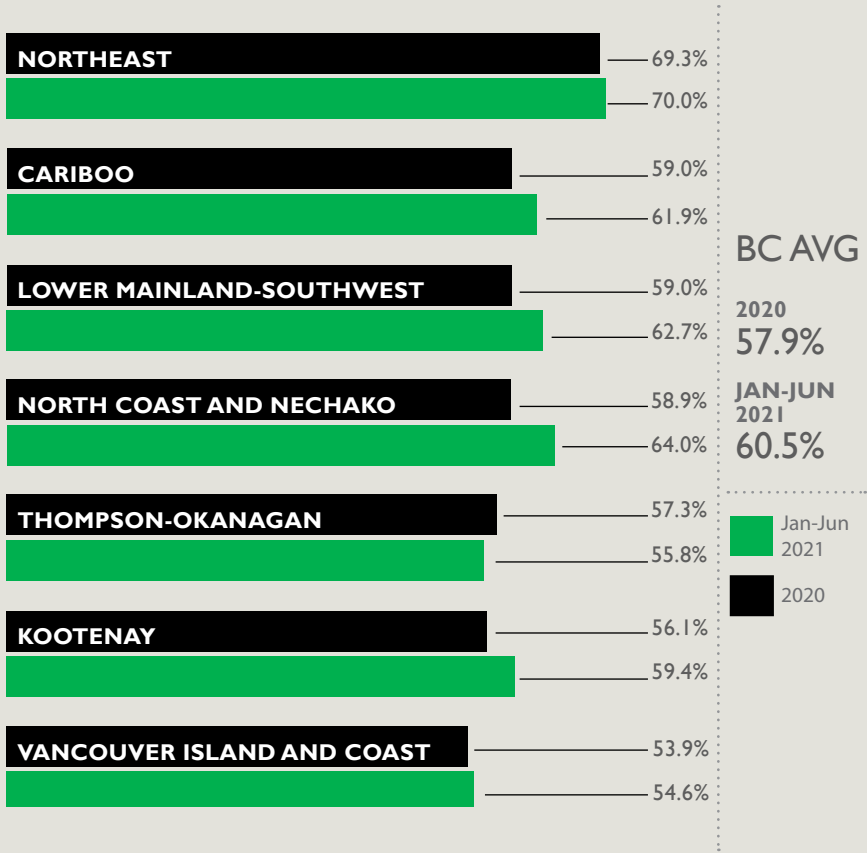 NORTHEAST
69.3%
70.0%
CARIBOO
59.0%
61.9%
LOWER MAINLAND-SOUTHWEST
59.0%
62.7%
NORTH COAST AND NECHAKO
58.9%
64.0%
THOMPSON-OKANAGAN
57.3%
55.8%
KOOTENAY
56.1%
59.4%
VANCOUVER ISLAND AND COAST
53.9%
54.6%
BC AVG
2020
57.9%
JAN-JUN
2021
60.5%
Jan-Jun
2021
2020